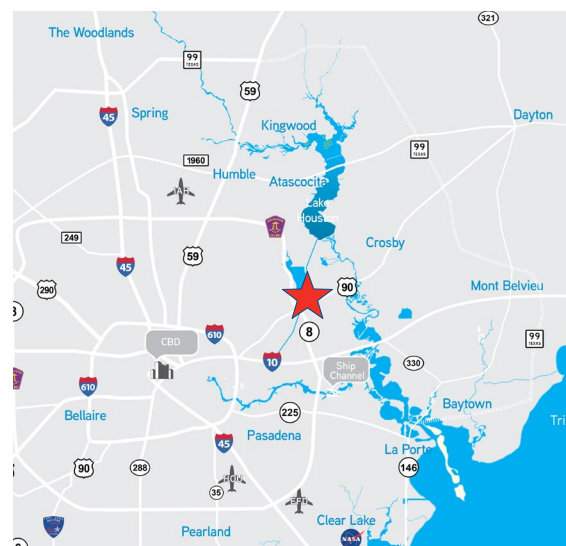 321
The Woodlands
99
TEXAS
59
45
Spring
Dayton
Kingwood
99
TEXAS
1960
Humble
Atascocita
IAH
Lake
Houston
249
Crosby
59
45
290
90
Mont Belvieu
8
8
610
CBD
99
TEXAS
10
330
Ship
Channel
610
Baytown
225
Bellaire
Tri
Pasadena
45
La Porte
90
288
146
HOU
35
EFD
Clear Lake
Pearland
NASA